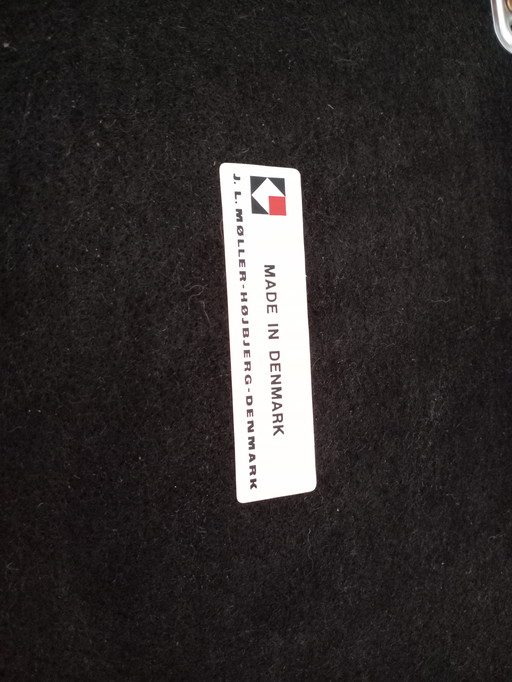 MADE IN DENMARK
J. L. MØLLER-HØJBJERG-DENMARK